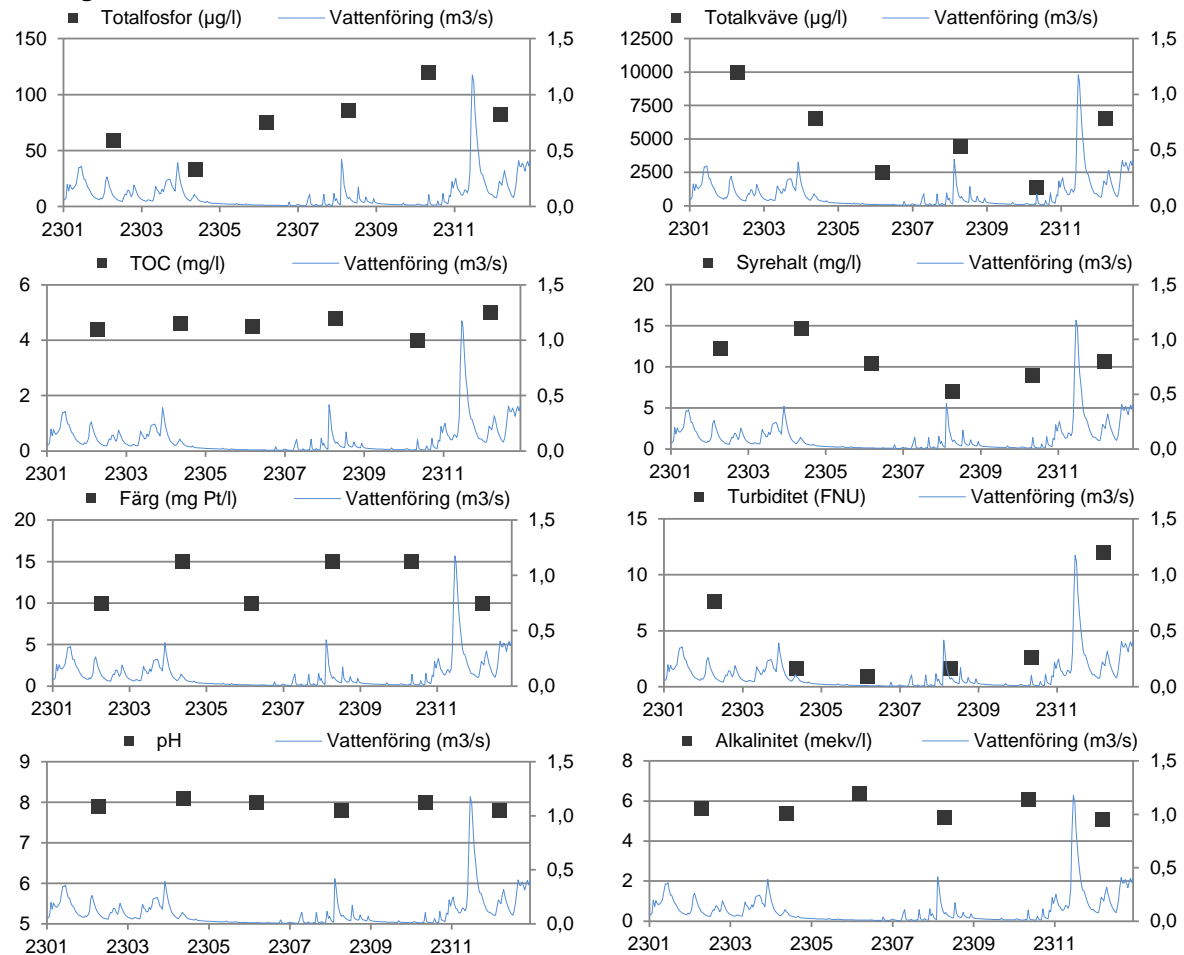 Totalfosfor (µg/l) Vattenföring (m3/s)
150 1,5
100 1,0
50 0,5
0 0,0
2301 2303 2305 2307 2309 2311
Totalkväve (µg/l) Vattenföring (m3/s)
12500 1,5
10000
7500 1,0
5000
2500 0,5
0 0,0
2301 2303 2305 2307 2309 2311
TOC (mg/l) Vattenföring (m3/s)
6 1,5
4 1,0
2 0,5
0 0,0
2301 2303 2305 2307 2309 2311
Syrehalt (mg/l) Vattenföring (m3/s)
20 1,5
15
10 1,0
5 0,5
0 0,0
2301 2303 2305 2307 2309 2311
Färg (mg Pt/l) Vattenföring (m3/s)
20 1,5
15
10 1,0
5 0,5
0 0,0
2301 2303 2305 2307 2309 2311
Turbiditet (FNU) Vattenföring (m3/s)
15 1,5
10 1,0
5 0,5
0 0,0
2301 2303 2305 2307 2309 2311
pH Vattenföring (m3/s)
9 1,5
8
7 1,0
6 0,5
5 0,0
2301 2303 2305 2307 2309 2311
Alkalinitet (mekv/l) Vattenföring (m3/s)
8 1,5
6
4 1,0
2 0,5
0 0,0
2301 2303 2305 2307 2309 2311